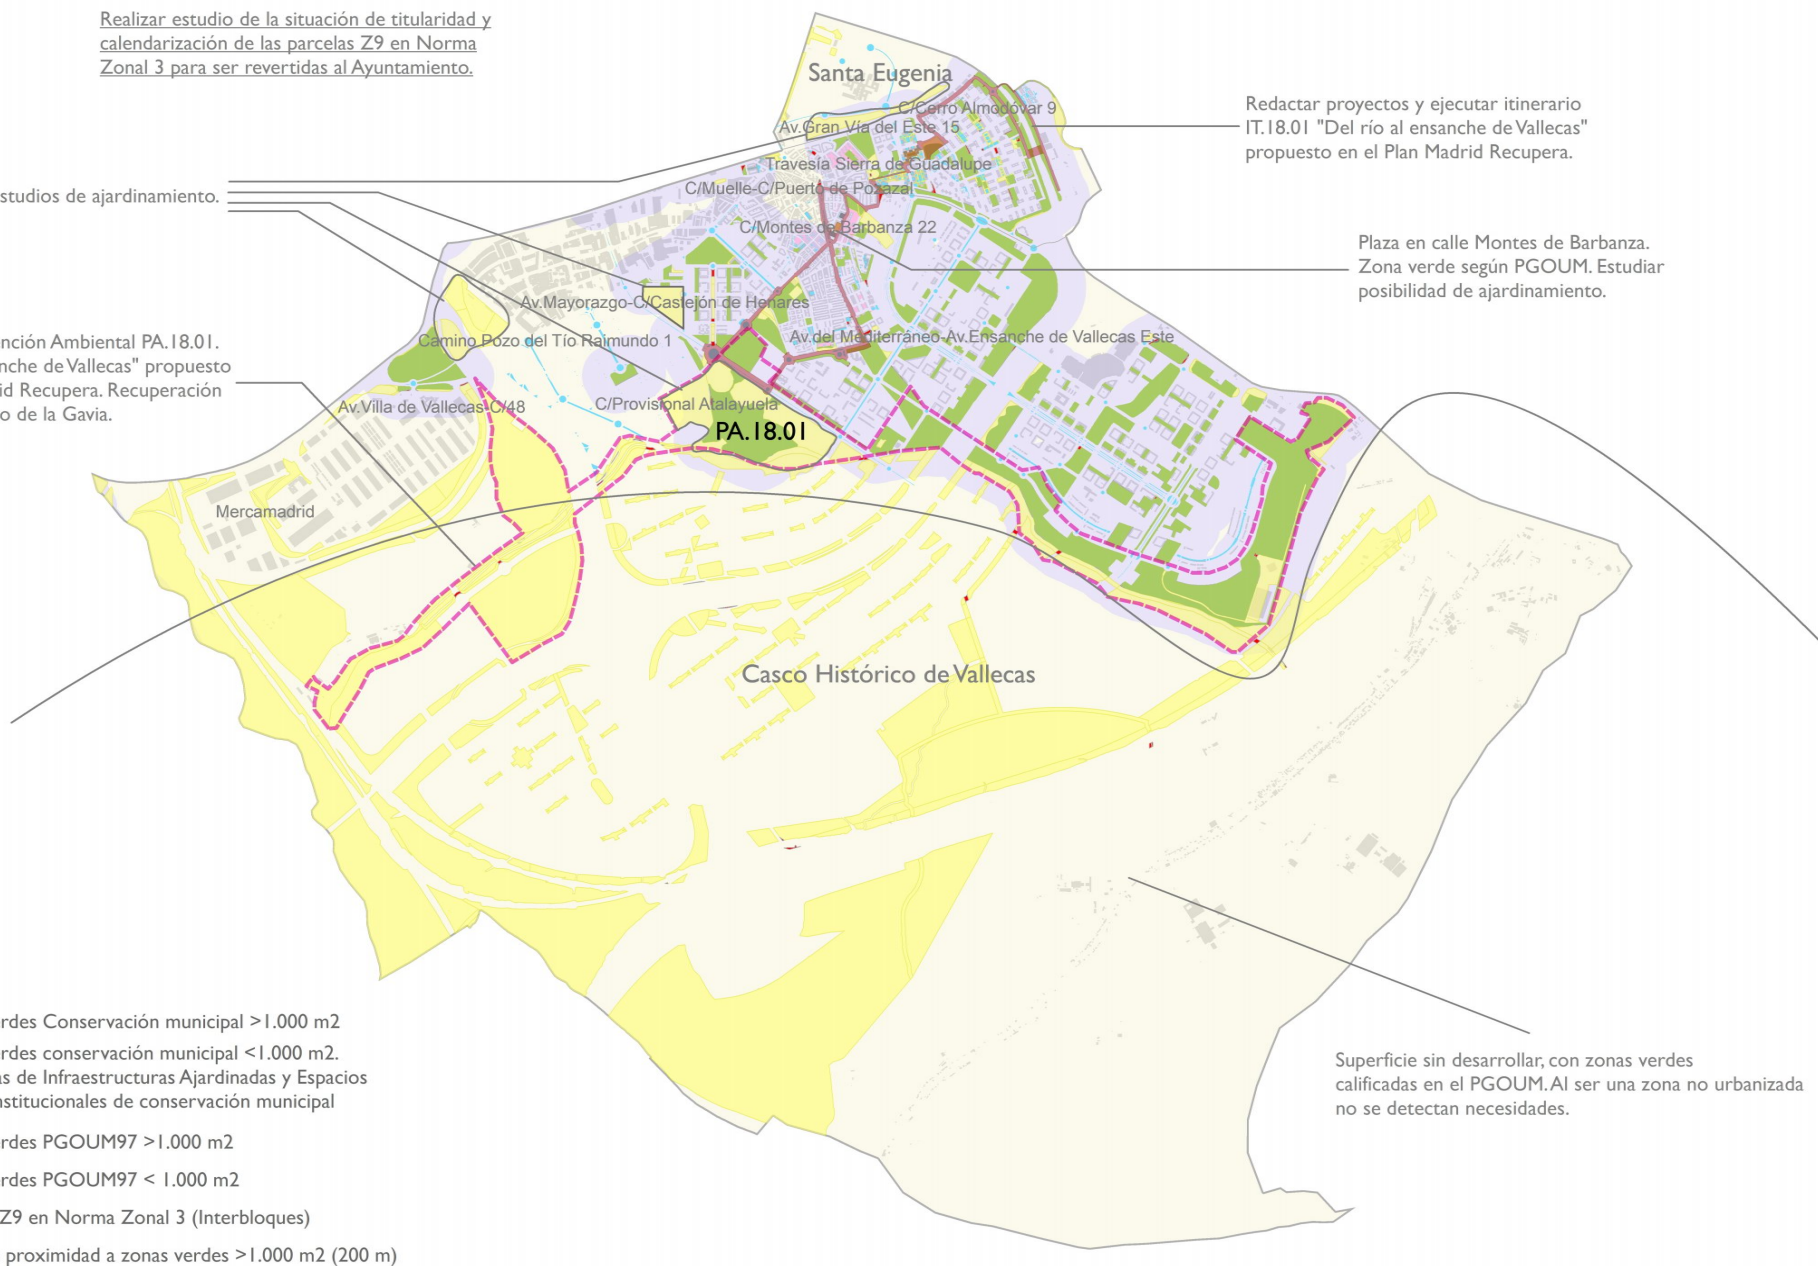 Realizar estudio de la situación de titularidad y
calendarización de las parcelas Z9 en Norma
Zonal 3 para ser revertidas al Ayuntamiento.
Santa Eugenia
C/Cerro Almodóvar 9
Av.Gran Vía del Este 15
Redactar proyectos y ejecutar itinerario
IT.18.01 "Del río al ensanche de Vallecas"
propuesto en el Plan Madrid Recupera.
Travesía Sierra de Guadalupe
C/Muelle-C/Puerto de Pozazal
studios de ajardinamiento.
C/Montes de Barbanza 22
Plaza en calle Montes de Barbanza.
Zona verde según PGOUM. Estudiar
posibilidad de ajardinamiento.
Av.Mayorazgo-C/Castejón de Henares
Camino Pozo del Tío Raimundo 1
Av.del Mediterráneo-Av.Ensanche de Vallecas Este
nción Ambiental PA.18.01.
nche de Vallecas" propuesto
id Recupera. Recuperación
o de la Gavia.
Av.Villa de Vallecas-C/48
C/Provisional Atalayuela
PA.18.01
Mercamadrid
Casco Histórico de Vallecas
rdes Conservación municipal >1.000 m2
rdes conservación municipal <1.000 m2.
as de Infraestructuras Ajardinadas y Espacios
nstitucionales de conservación municipal
rdes PGOUM97 >1.000 m2
rdes PGOUM97 < 1.000 m2
Z9 en Norma Zonal 3 (Interbloques)
proximidad a zonas verdes >1.000 m2 (200 m)
Superficie sin desarrollar, con zonas verdes
calificadas en el PGOUM. Al ser una zona no urbanizada
no se detectan necesidades.